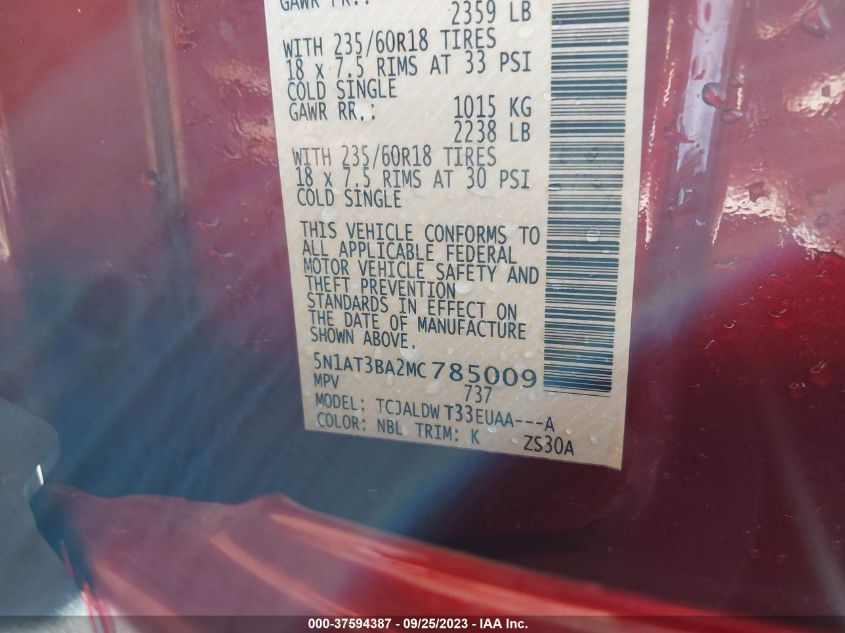 GAWR FR.:
2359 LB
WITH 235/60R18 TIRES
18 x 7.5 RIMS AT 33 PSI
COLD SINGLE
GAWR RR.: 1015 KG
2238 LB
WITH 235/60R18 TIRES
18 x 7.5 RIMS AT 30 PSI
COLD SINGLE
THIS VEHICLE CONFORMS TO
ALL APPLICABLE FEDERAL
MOTOR VEHICLE SAFETY AND
THEFT PREVENTION
STANDARDS IN EFFECT ON
THE DATE OF MANUFACTURE
SHOWN ABOVE.
5N1AT3BA2MC785009
MPV 737
MODEL: TCJALDWT33EUAA---A
COLOR: NBL TRIM: K ZS30A
000-37594387 - 09/25/2023 - IAA Inc.